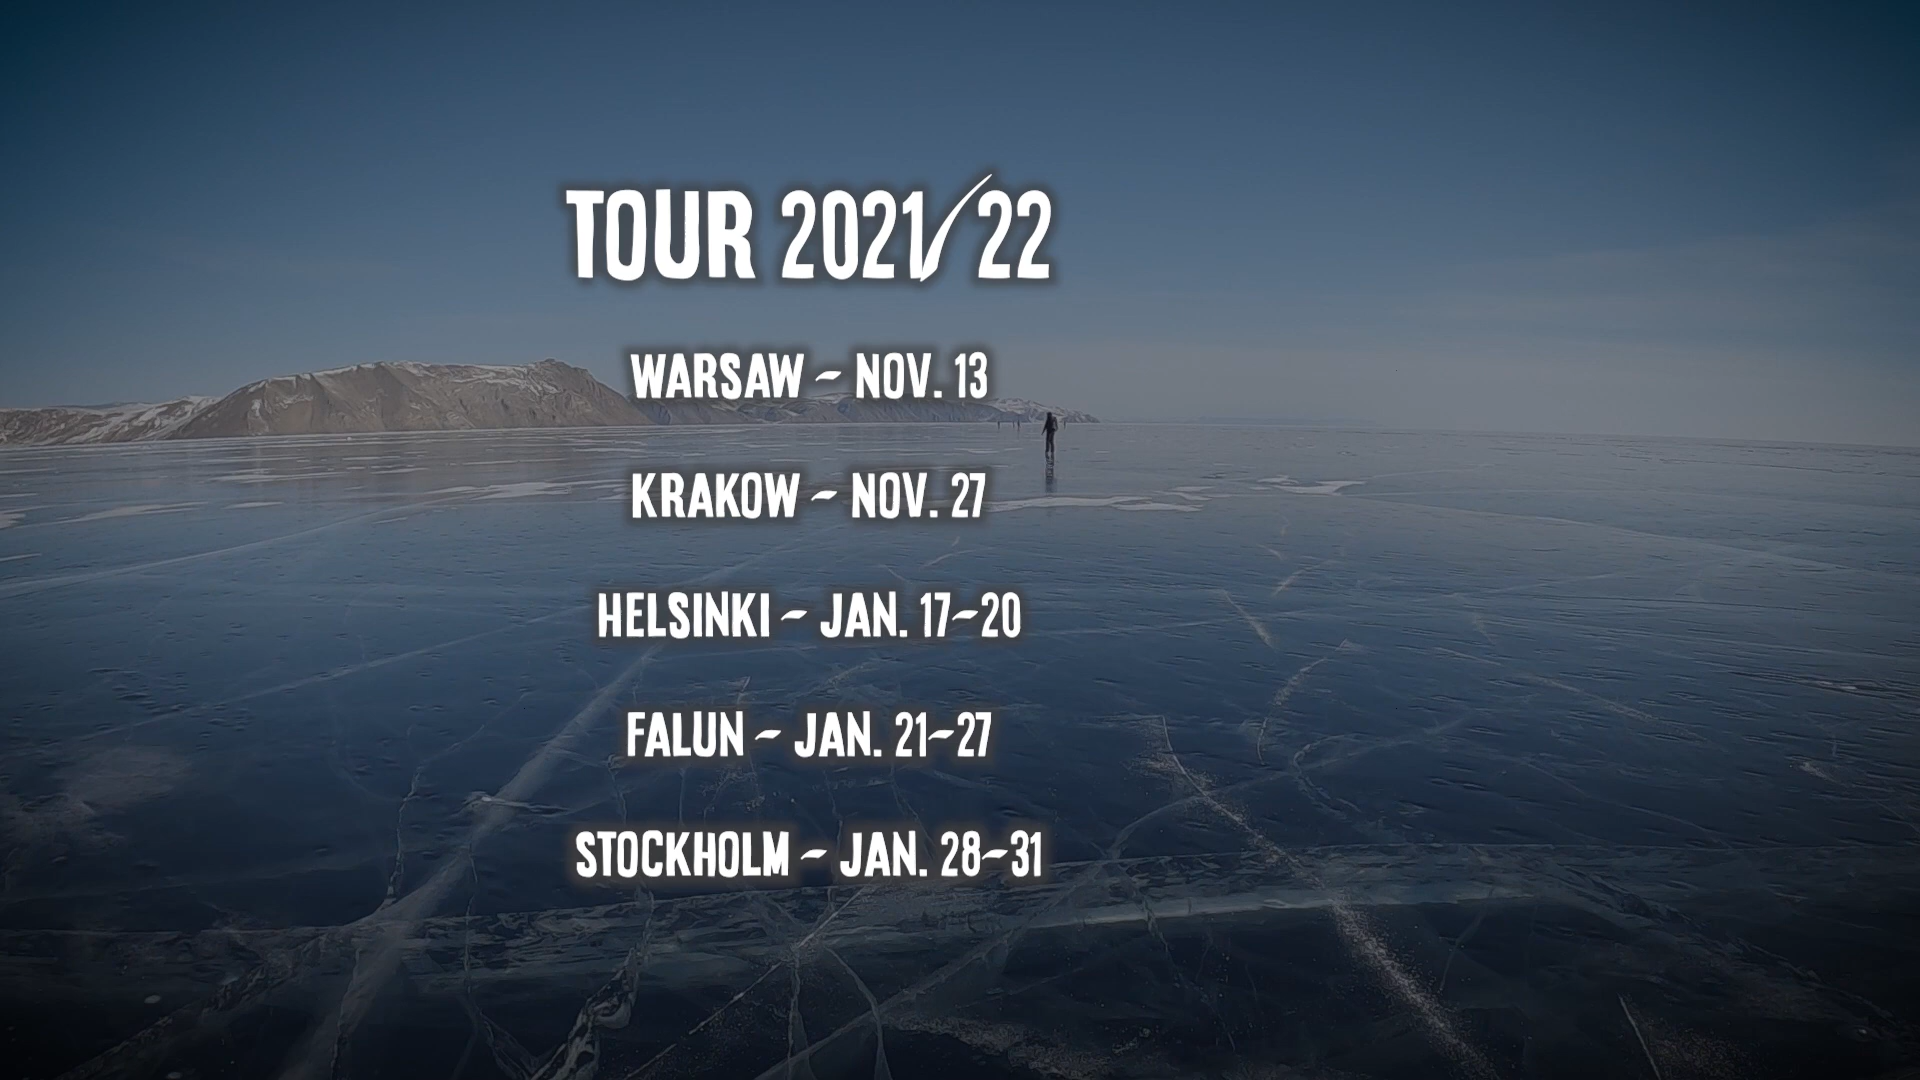 TOUR 2021/22
WARSAW - NOV. 13
KRAKOW - NOV. 27
HELSINKI - JAN. 17-20
FALUN - JAN. 21-27
STOCKHOLM - JAN. 28-31